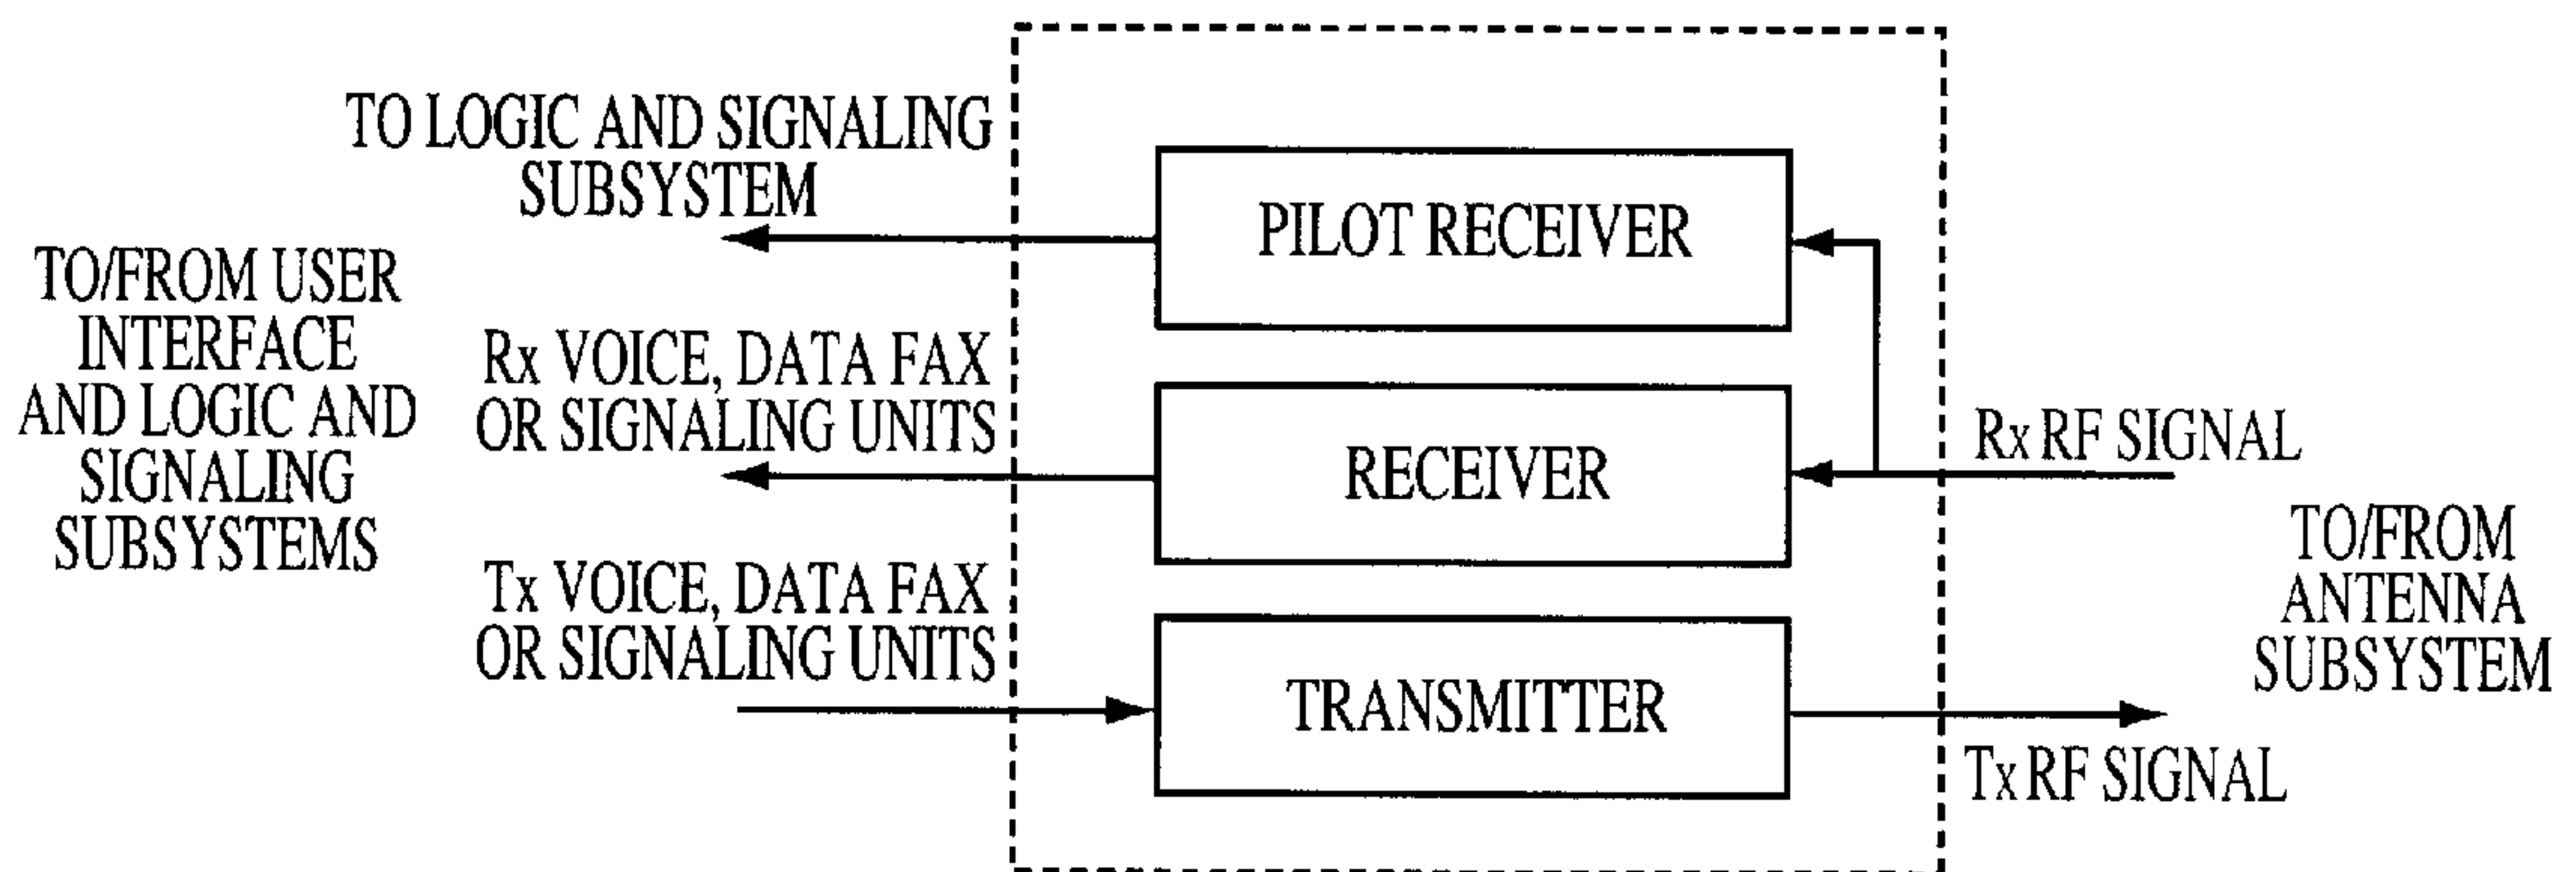 TO LOGIC AND SIGNALING
SUBSYSTEM
TO/FROM USER
INTERFACE
AND LOGIC AND
SIGNALING
SUBSYSTEMS
Rx VOICE, DATA FAX
OR SIGNALING UNITS
Tx VOICE, DATA FAX
OR SIGNALING UNITS
PILOT RECEIVER
RECEIVER
TRANSMITTER
Rx RF SIGNAL
TO/FROM
ANTENNA
SUBSYSTEM
Tx RF SIGNAL